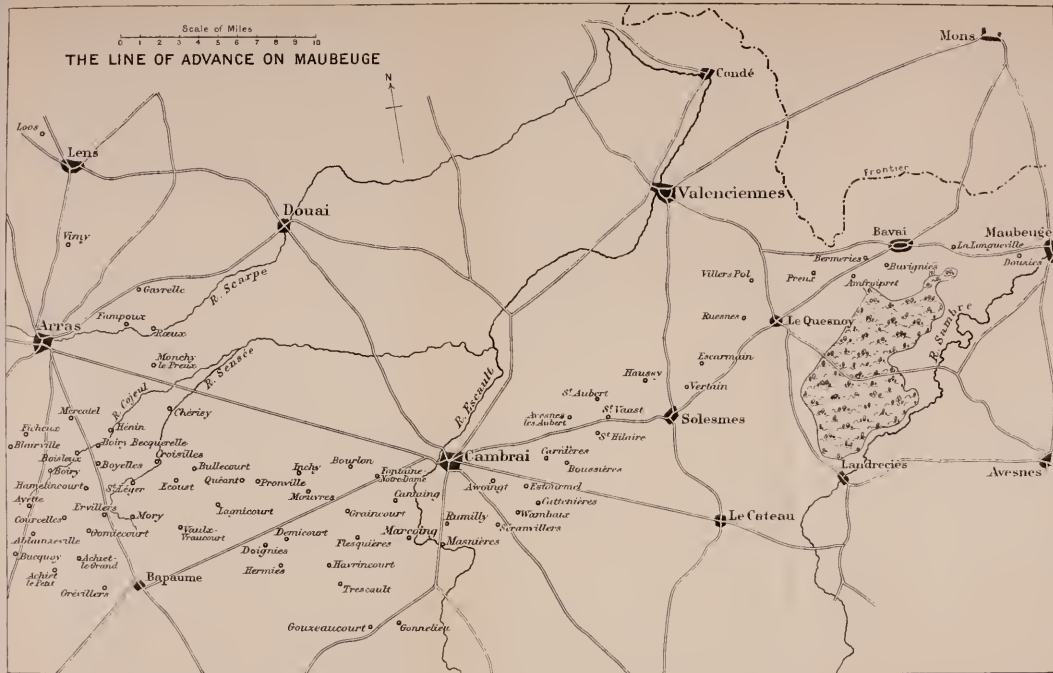 Scale of Miles
0 1 2 3 4 5 6 7 8 9 10
THE LINE OF ADVANCE ON MAUBEUGE
N
Mons
Condé
Loos
Lens
Valenciennes
Frontier
Douai
Vimy
Bavai
Maubeuge
La Longueville
Douzies
Bermeries
Buvignies
Villers Pol
Preux
Amfroipret
R. Scarpe
Gavrelle
Fampoux
Rœux
Arras
Ruesnes
Le Quesnoy
R. Sambre
Monchy
le Preux
R. Sensée
R. Cojeul
R. Escault
Escarmain
Haussy
Vertain
St Aubert
Avesnes
les Aubert
St Vaast
Solesmes
St Hilaire
Mercatel
Chérisy
Ficheux
Hénin
Blairville
Boiry Becquerelle
Boisleux
Croisilles
Boiry
Boyelles
Bullecourt
Inchy
Bourlon
Fontaine-
Notre-Dame
Cambrai
Carnières
Boussières
Landrecies
Avesnes
Hamelincourt
St Léger
Ecoust
Quéant
Pronville
Mouvres
Cantaing
Awoingt
Estourmel
Cattenières
Ayette
Ervillers
Mory
Lagnicourt
Graincourt
Rumilly
Wambaux
Séranvillers
Le Cateau
Courcelles
Gomiecourt
Vaulx-
Vraucourt
Demicourt
Flesquières
Marcoing
Masnières
Ablainzeville
Doignies
Bucquoy
Achiet-
le Grand
Hermies
Havrincourt
Achiet
le Petit
Bapaume
Trescault
Grévillers
Gouzeaucourt
Gonnelieu